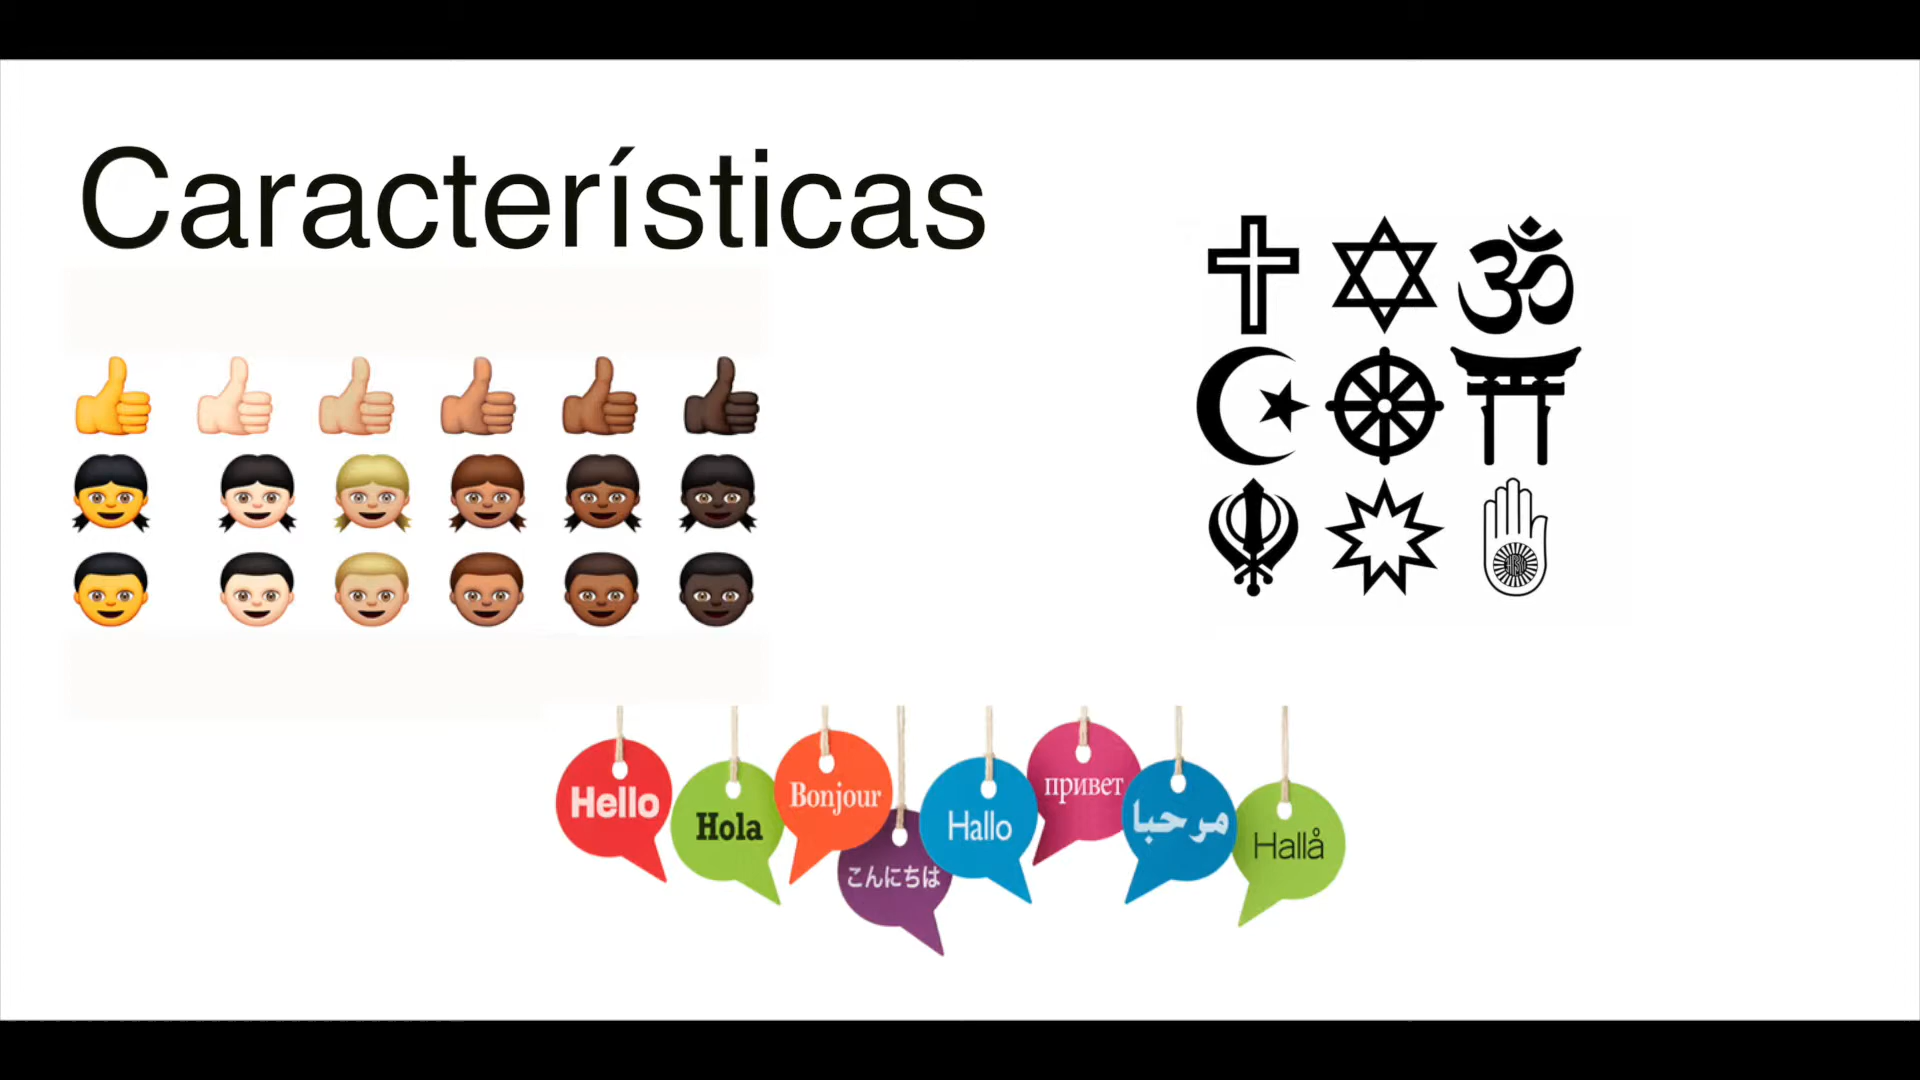 Características
Hello
Hola
Bonjour
こんにちは
Hallo
привет
مرحبا
Hallå